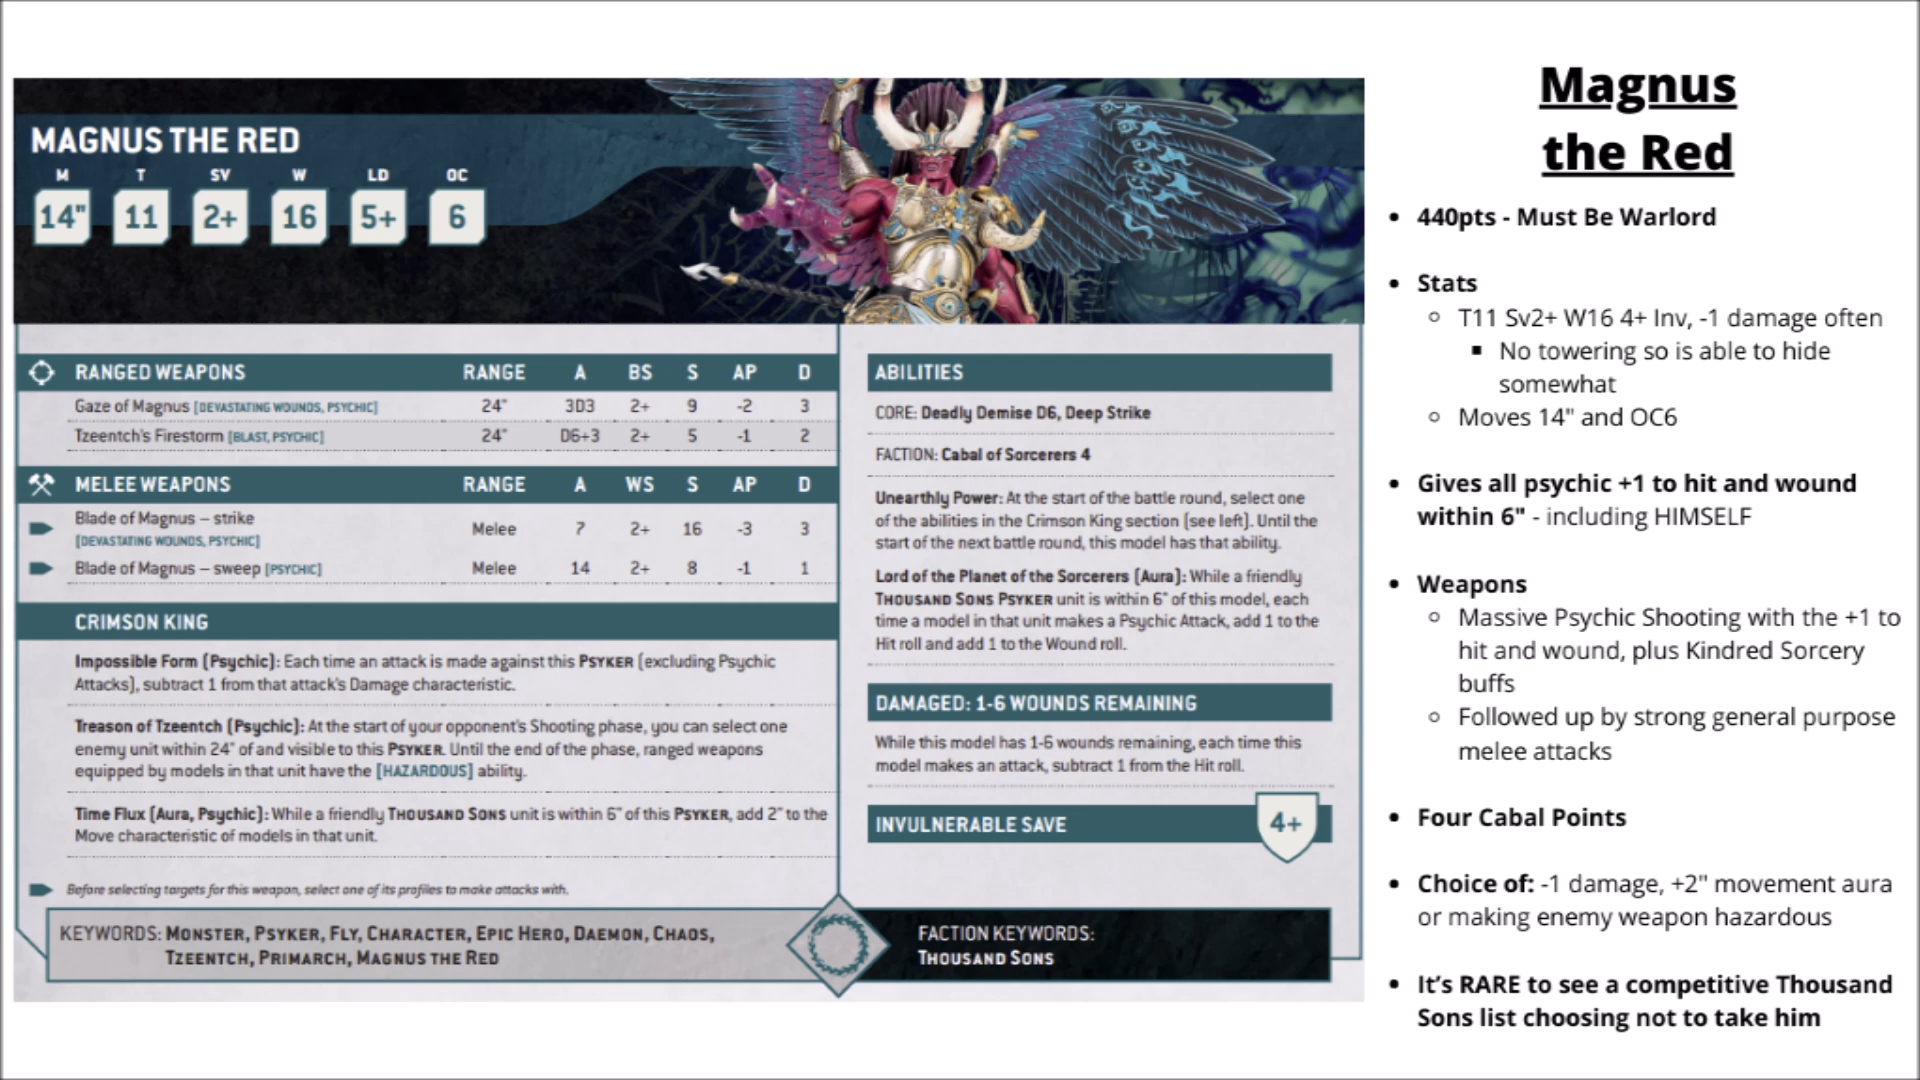 MAGNUS THE RED
M T SV W LD OC
14" 11 2+ 16 5+ 6
RANGED WEAPONS RANGE A BS S AP D
Gaze of Magnus [DEVASTATING WOUNDS, PSYCHIC] 24" 3D3 2+ 9 -2 3
Tzeentch's Firestorm [BLAST, PSYCHIC] 24" D6+3 2+ 5 -1 2
MELEE WEAPONS RANGE A WS S AP D
Blade of Magnus – strike
[DEVASTATING WOUNDS, PSYCHIC] Melee 7 2+ 16 -3 3
Blade of Magnus – sweep [PSYCHIC] Melee 14 2+ 8 -1 1
CRIMSON KING
Impossible Form (Psychic): Each time an attack is made against this PSYKER (excluding Psychic
Attacks), subtract 1 from that attack's Damage characteristic.
Treason of Tzeentch (Psychic): At the start of your opponent's Shooting phase, you can select one
enemy unit within 24" of and visible to this PSYKER. Until the end of the phase, ranged weapons
equipped by models in that unit have the [HAZARDOUS] ability.
Time Flux (Aura, Psychic): While a friendly THOUSAND SONS unit is within 6" of this PSYKER, add 2" to the
Move characteristic of models in that unit.
Before selecting targets for this weapon, select one of its profiles to make attacks with.
ABILITIES
CORE: Deadly Demise D6, Deep Strike
FACTION: Cabal of Sorcerers 4
Unearthly Power: At the start of the battle round, select one
of the abilities in the Crimson King section (see left). Until the
start of the next battle round, this model has that ability.
Lord of the Planet of the Sorcerers (Aura): While a friendly
THOUSAND SONS PSYKER unit is within 6" of this model, each
time a model in that unit makes a Psychic Attack, add 1 to the
Hit roll and add 1 to the Wound roll.
DAMAGED: 1-6 WOUNDS REMAINING
While this model has 1-6 wounds remaining, each time this
model makes an attack, subtract 1 from the Hit roll.
INVULNERABLE SAVE 4+
KEYWORDS: MONSTER, PSYKER, FLY, CHARACTER, EPIC HERO, DAEMON, CHAOS,
TZEENTCH, PRIMARCH, MAGNUS THE RED
FACTION KEYWORDS:
THOUSAND SONS
Magnus
the Red
• 440pts - Must Be Warlord
• Stats
○ T11 Sv2+ W16 4+ Inv, -1 damage often
■ No towering so is able to hide
somewhat
○ Moves 14" and OC6
• Gives all psychic +1 to hit and wound
within 6" - including HIMSELF
• Weapons
○ Massive Psychic Shooting with the +1 to
hit and wound, plus Kindred Sorcery
buffs
○ Followed up by strong general purpose
melee attacks
• Four Cabal Points
• Choice of: -1 damage, +2" movement aura
or making enemy weapon hazardous
• It's RARE to see a competitive Thousand
Sons list choosing not to take him